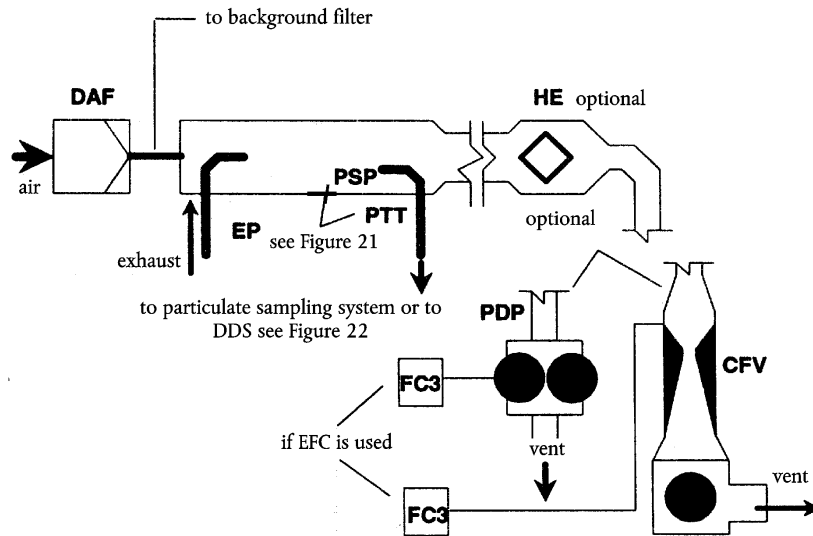 to background filter
DAF
HE optional
air
PSP
PTT
optional
EP
see Figure 21
exhaust
to particulate sampling system or to
DDS see Figure 22
PDP
FC3
CFV
if EFC is used
vent
vent
FC3